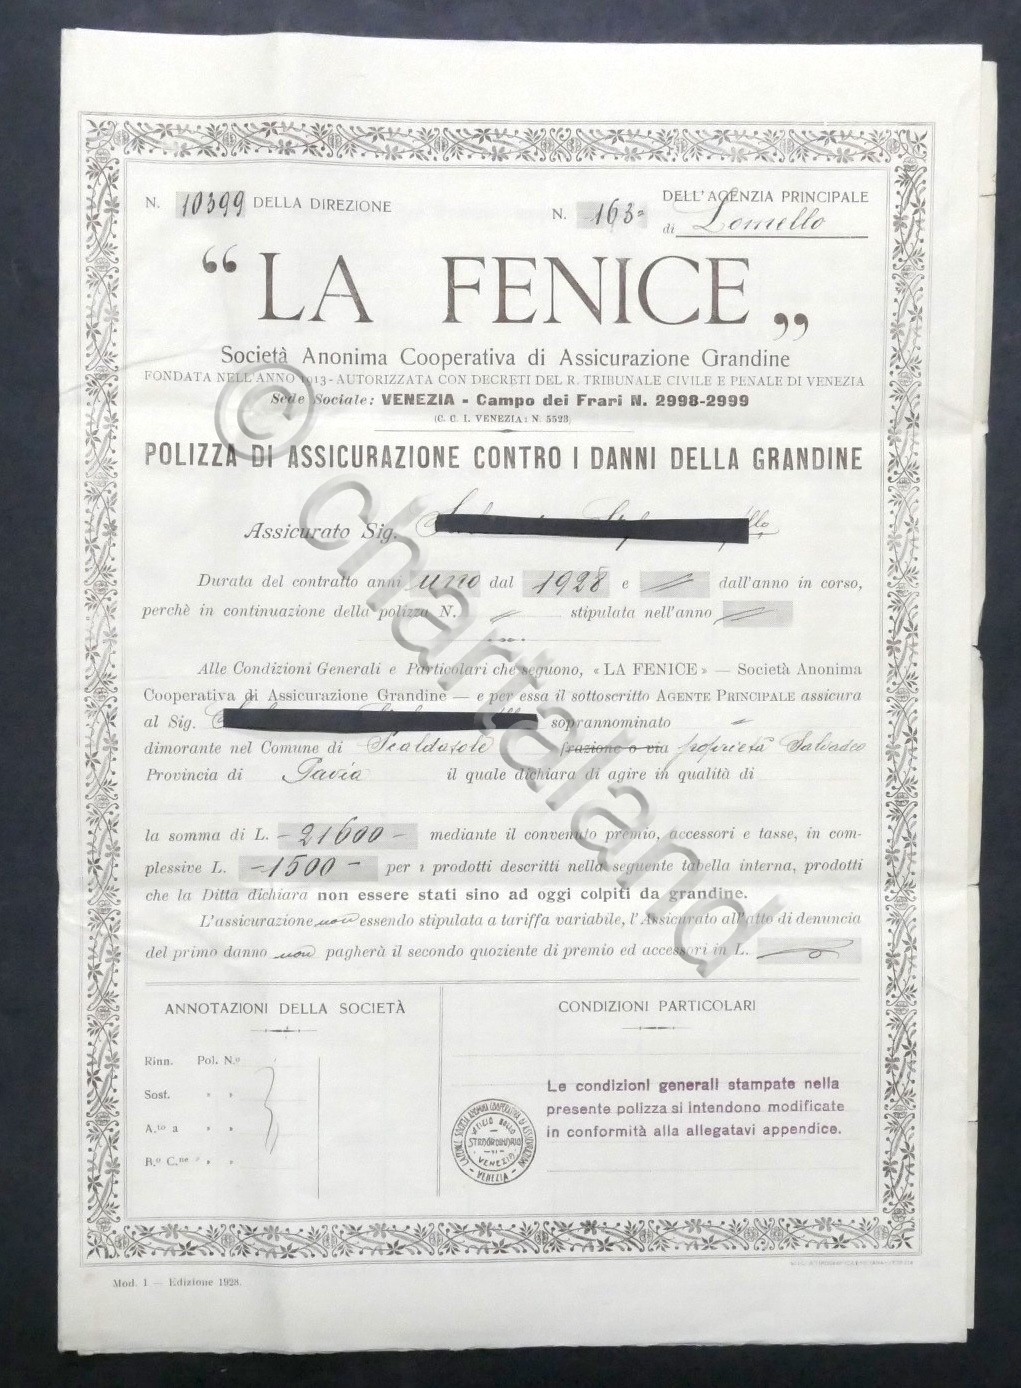 N. 10399 DELLA DIREZIONE
N. -163- DELL'AGENZIA PRINCIPALE
di Lomello
“LA FENICE„
Società Anonima Cooperativa di Assicurazione Grandine
FONDATA NELL'ANNO 1913 - AUTORIZZATA CON DECRETI DEL R. TRIBUNALE CIVILE E PENALE DI VENEZIA
Sede Sociale: VENEZIA - Campo dei Frari N. 2998-2999
(C. C. I. VENEZIA: N. 5523)
POLIZZA DI ASSICURAZIONE CONTRO I DANNI DELLA GRANDINE
Assicurato Sig.
Durata del contratto anni uno dal 1928 e dall'anno in corso,
perchè in continuazione della polizza N. stipulata nell'anno
Alle Condizioni Generali e Particolari che seguono, «LA FENICE» — Società Anonima
Cooperativa di Assicurazione Grandine — e per essa il sottoscritto AGENTE PRINCIPALE assicura
al Sig. soprannominato
dimorante nel Comune di frazione o via proprietà
Provincia di Pavia il quale dichiara di agire in qualità di
la somma di L. -21600- mediante il convenuto premio, accessori e tasse, in com-
plessive L. -1500- per i prodotti descritti nella seguente tabella interna, prodotti
che la Ditta dichiara non essere stati sino ad oggi colpiti da grandine.
L'assicurazione non essendo stipulata a tariffa variabile, l'Assicurato all'atto di denuncia
del primo danno non pagherà il secondo quoziente di premio ed accessori in L.
ANNOTAZIONI DELLA SOCIETÀ
Rinn. Pol. N.o
Sost. » »
A.to a » »
B.o C.ne » »
CONDIZIONI PARTICOLARI
Le condizioni generali stampate nella
presente polizza si intendono modificate
in conformità alla allegatavi appendice.
UFFICIO BOLLO
STRAORDINARIO
VENEZIA
VENEZIA
Mod. 1 — Edizione 1928.
© chartaland